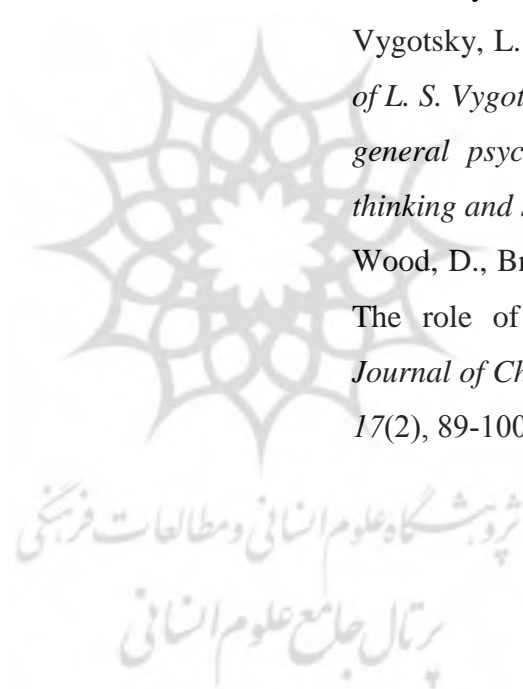 Vygotsky, L.
of L. S. Vygot
general psyc
thinking and
Wood, D., Br
The role of
Journal of Ch
17(2), 89-100
پژوهشگاه علوم انسانی و مطالعات فرهنگی
پرتال جامع علوم انسانی